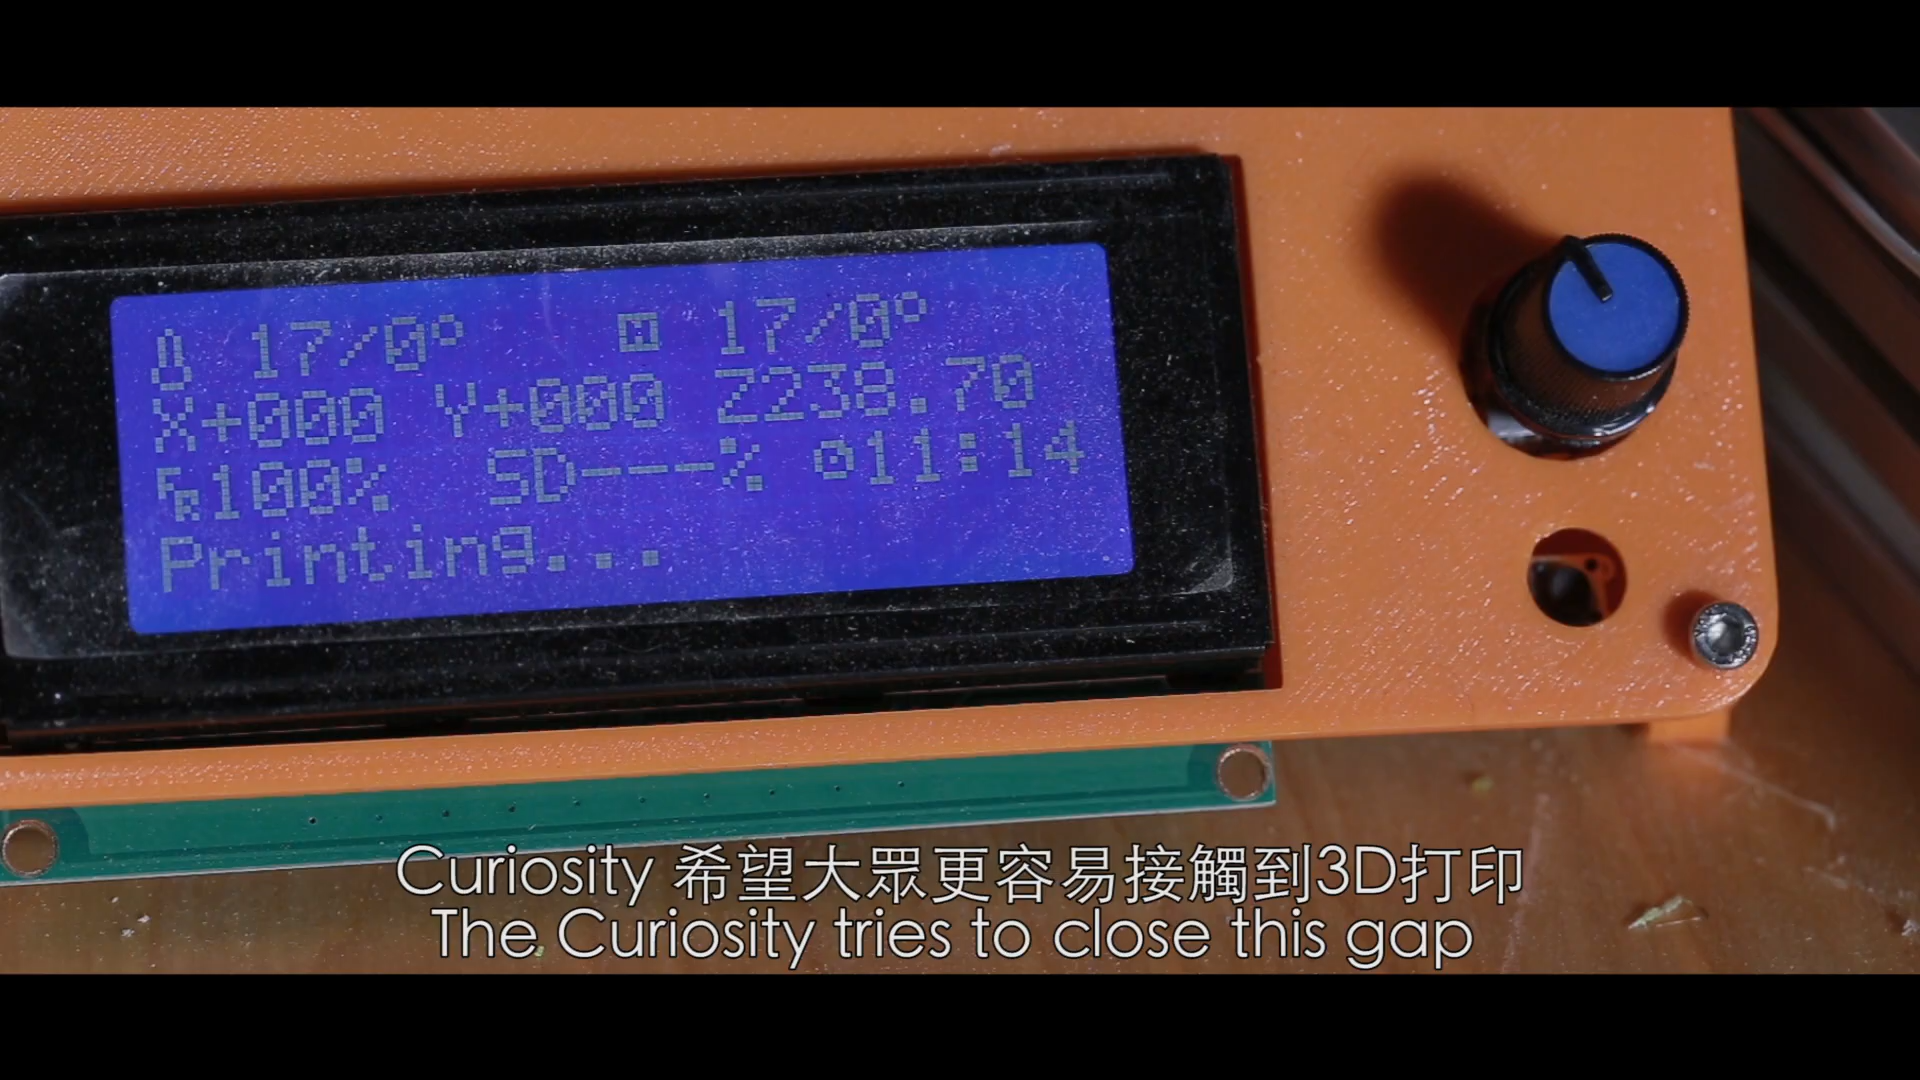 17/0° 17/0°
X+000 Y+000 Z238.70
FR100% SD---% 11:14
Printing...
Curiosity 希望大眾更容易接觸到3D打印
The Curiosity tries to close this gap